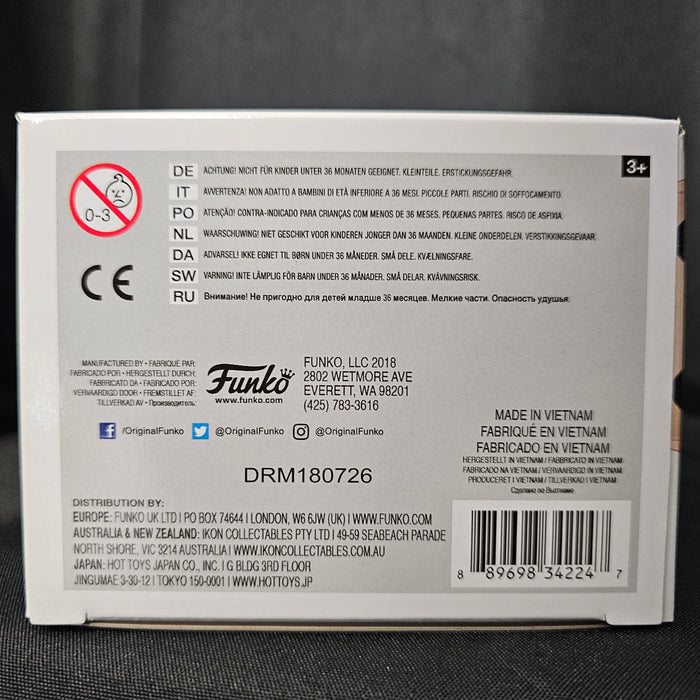 3+
0-3
DE ACHTUNG! NICHT FÜR KINDER UNTER 36 MONATEN GEEIGNET. KLEINTEILE. ERSTICKUNGSGEFAHR.
IT AVVERTENZA! NON ADATTO A BAMBINI DI ETÀ INFERIORE A 36 MESI. PICCOLE PARTI. RISCHIO DI SOFFOCAMENTO.
PO ATENÇÃO! CONTRA-INDICADO PARA CRIANÇAS COM MENOS DE 36 MESES. PEQUENAS PARTES. RISCO DE ASFIXIA.
NL WAARSCHUWING! NIET GESCHIKT VOOR KINDEREN JONGER DAN 36 MAANDEN. KLEINE ONDERDELEN. VERSTIKKINGSGEVAAR.
DA ADVARSEL! IKKE EGNET TIL BØRN UNDER 36 MÅNEDER. SMÅ DELE. KVÆLNINGSFARE.
SW VARNING! INTE LÄMPLIG FÖR BARN UNDER 36 MÅNADER. SMÅ DELAR. KVÄVNINGSRISK.
RU Внимание! Не пригодно для детей младше 36 месяцев. Мелкие части. Опасность удушья.
CE
MANUFACTURED BY • FABRIQUÉ PAR:
FABRICADO POR • HERGESTELLT DURCH:
FABBRICATO DA • FABRICADO POR:
VERVAARDIGD DOOR • FREMSTILLET AF:
TILLVERKAD AV • Производитель:
Funko
www.funko.com
FUNKO, LLC 2018
2802 WETMORE AVE
EVERETT, WA 98201
(425) 783-3616
f /OriginalFunko @OriginalFunko @OriginalFunko
DRM180726
MADE IN VIETNAM
FABRIQUÉ EN VIETNAM
FABRICADO EN VIETNAM
HERGESTELLT IN VIETNAM / FABBRICATO IN VIETNAM
FABRICADO NA VIETNAM / VERVAARDIGD IN VIETNAM
PRODUCERET I VIETNAM / TILLVERKAD I VIETNAM
Сделано во Вьетнаме
DISTRIBUTION BY:
EUROPE: FUNKO UK LTD | PO BOX 74644 | LONDON, W6 6JW (UK) | WWW.FUNKO.COM
AUSTRALIA & NEW ZEALAND: IKON COLLECTABLES PTY LTD | 49-59 SEABEACH PARADE
NORTH SHORE, VIC 3214 AUSTRALIA | WWW.IKONCOLLECTABLES.COM.AU
JAPAN: HOT TOYS JAPAN CO., INC. | G BLDG 3RD FLOOR
JINGUMAE 3-30-12 | TOKYO 150-0001 | WWW.HOTTOYS.JP
8 89698 34224 7